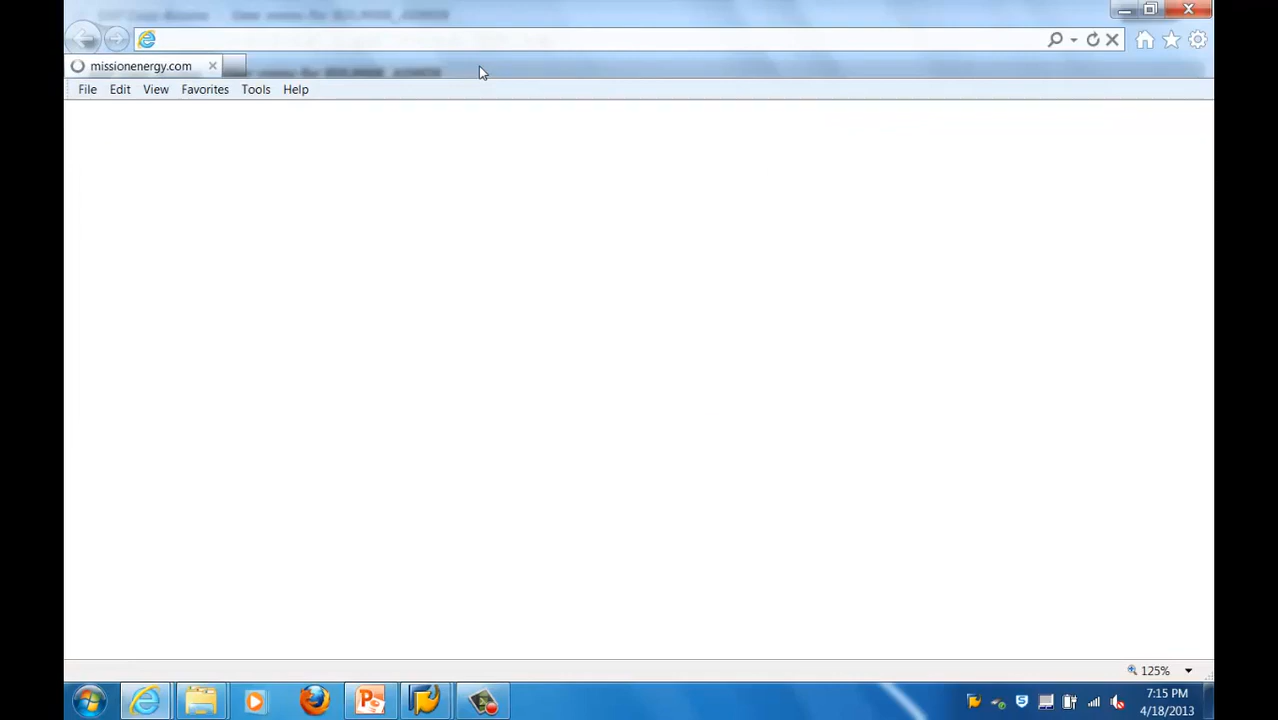 missionenergy.com
File Edit View Favorites Tools Help
125%
7:15 PM
4/18/2013